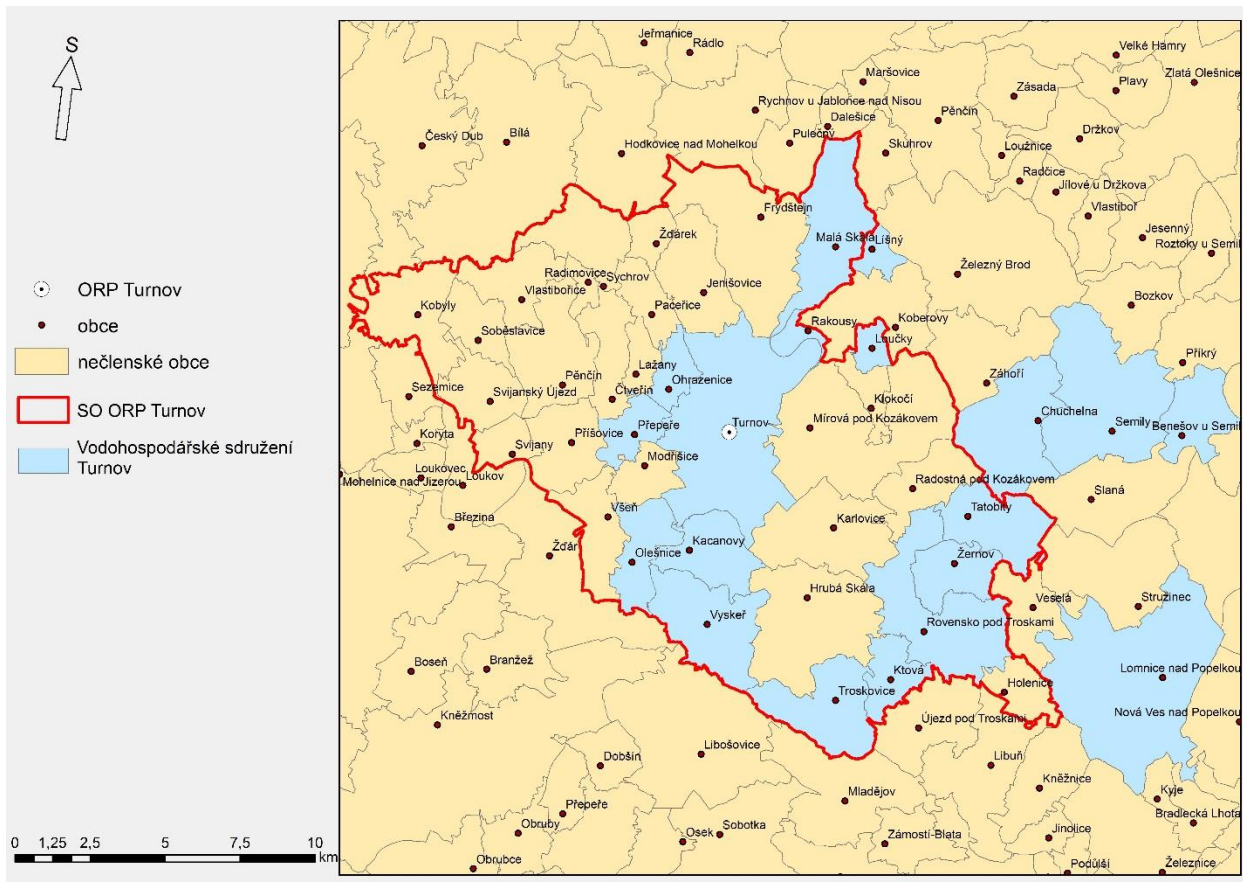 S
ORP Turnov
obce
nečlenské obce
SO ORP Turnov
Vodohospodářské sdružení
Turnov
0 1,25 2,5 5 7,5 10
km
Jeřmanice
Rádlo
Velké Hamry
Maršovice
Plavy
Zlatá Olešnice
Zásada
Rychnov u Jablonce nad Nisou
Dalešice
Pěnčín
Český Dub
Bílá
Pulečný
Držkov
Hodkovice nad Mohelkou
Skuhrov
Loužnice
Radčice
Jílové u Držkova
Frýdštejn
Vlastiboř
Žďárek
Malá Skála
Líšný
Jesenný
Roztoky u Semil
Radimovice
Sychrov
Železný Brod
Vlastibořice
Jenišovice
Bozkov
Kobyly
Paceřice
Rakousy
Koberovy
Soběslavice
Loučky
Příkrý
Lažany
Záhoří
Sezemice
Pěnčín
Ohrazenice
Svijanský Újezd
Čtveřín
Klokočí
Chuchelna
Přepeře
Turnov
Mírová pod Kozákovem
Semily
Benešov u Semil
Koryta
Příšovice
Svijany
Modřišice
Loukovec
Mohelnice nad Jizerou
Loukov
Radostná pod Kozákovem
Slaná
Všeň
Tatobity
Březina
Karlovice
Žďár
Kacanovy
Olešnice
Žernov
Hrubá Skála
Veselá
Stružinec
Vyskeř
Rovensko pod Troskami
Boseň
Branžež
Ktová
Lomnice nad Popelkou
Troskovice
Holenice
Kněžmost
Újezd pod Troskami
Nová Ves nad Popelkou
Libošovice
Dobšín
Libuň
Kněžnice
Mladějov
Kyje
Přepeře
Bradlecká Lhota
Obruby
Osek
Sobotka
Zámostí-Blata
Jinolice
Obrubce
Podůlší
Železnice